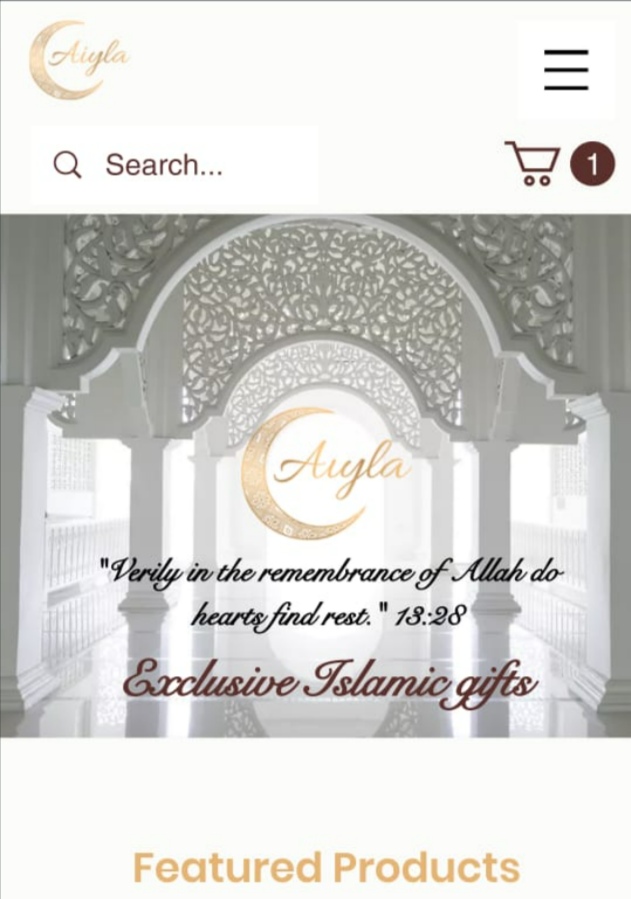 Aiyla
Search...
1
Aiyla
"Verily in the remembrance of Allah do
hearts find rest." 13:28
Exclusive Islamic gifts
Featured Products